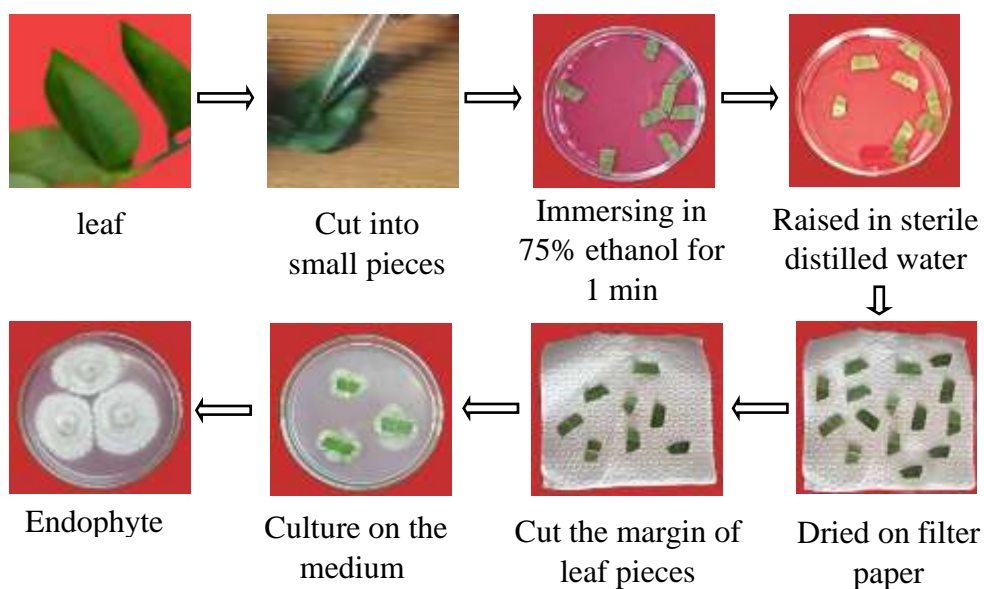 leaf
Cut into
small pieces
Immersing in
75% ethanol for
1 min
Raised in sterile
distilled water
Dried on filter
paper
Cut the margin of
leaf pieces
Culture on the
medium
Endophyte